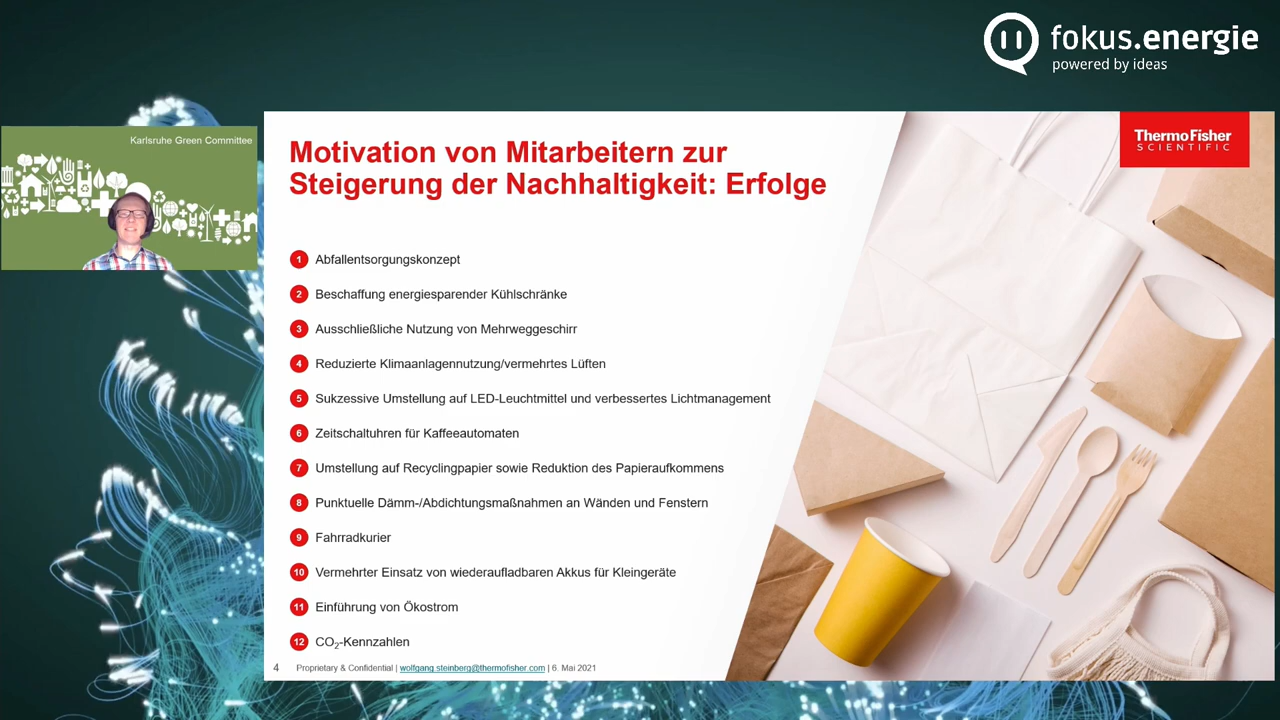 fokus.energie
powered by ideas
Karlsruhe Green Committee
ThermoFisher
SCIENTIFIC
Motivation von Mitarbeitern zur
Steigerung der Nachhaltigkeit: Erfolge
1 Abfallentsorgungskonzept
2 Beschaffung energiesparender Kühlschränke
3 Ausschließliche Nutzung von Mehrweggeschirr
4 Reduzierte Klimaanlagennutzung/vermehrtes Lüften
5 Sukzessive Umstellung auf LED-Leuchtmittel und verbessertes Lichtmanagement
6 Zeitschaltuhren für Kaffeeautomaten
7 Umstellung auf Recyclingpapier sowie Reduktion des Papieraufkommens
8 Punktuelle Dämm-/Abdichtungsmaßnahmen an Wänden und Fenstern
9 Fahrradkurier
10 Vermehrter Einsatz von wiederaufladbaren Akkus für Kleingeräte
11 Einführung von Ökostrom
12 CO₂-Kennzahlen
4 Proprietary & Confidential | wolfgang.steinberg@thermofisher.com | 6. Mai 2021